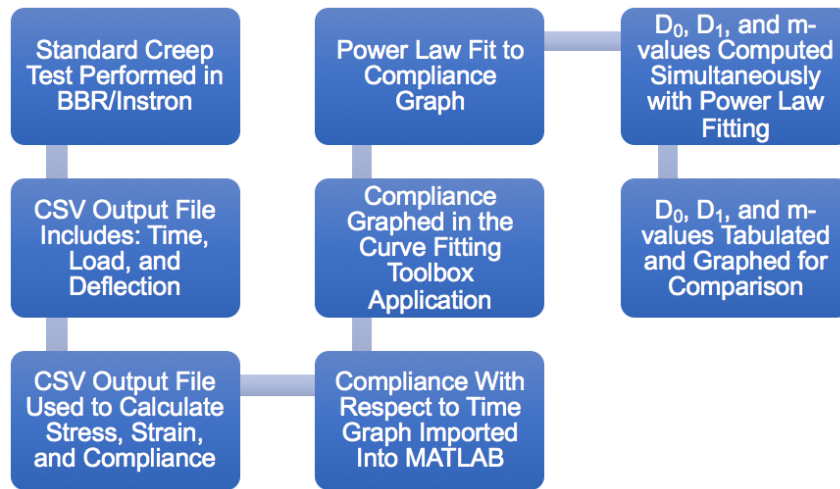 Standard Creep
Test Performed in
BBR/Instron
CSV Output File
Includes: Time,
Load, and
Deflection
CSV Output File
Used to Calculate
Stress, Strain,
and Compliance
Compliance With
Respect to Time
Graph Imported
Into MATLAB
Compliance
Graphed in the
Curve Fitting
Toolbox
Application
Power Law Fit to
Compliance
Graph
D₀, D₁, and m-
values Computed
Simultaneously
with Power Law
Fitting
D₀, D₁, and m-
values Tabulated
and Graphed for
Comparison